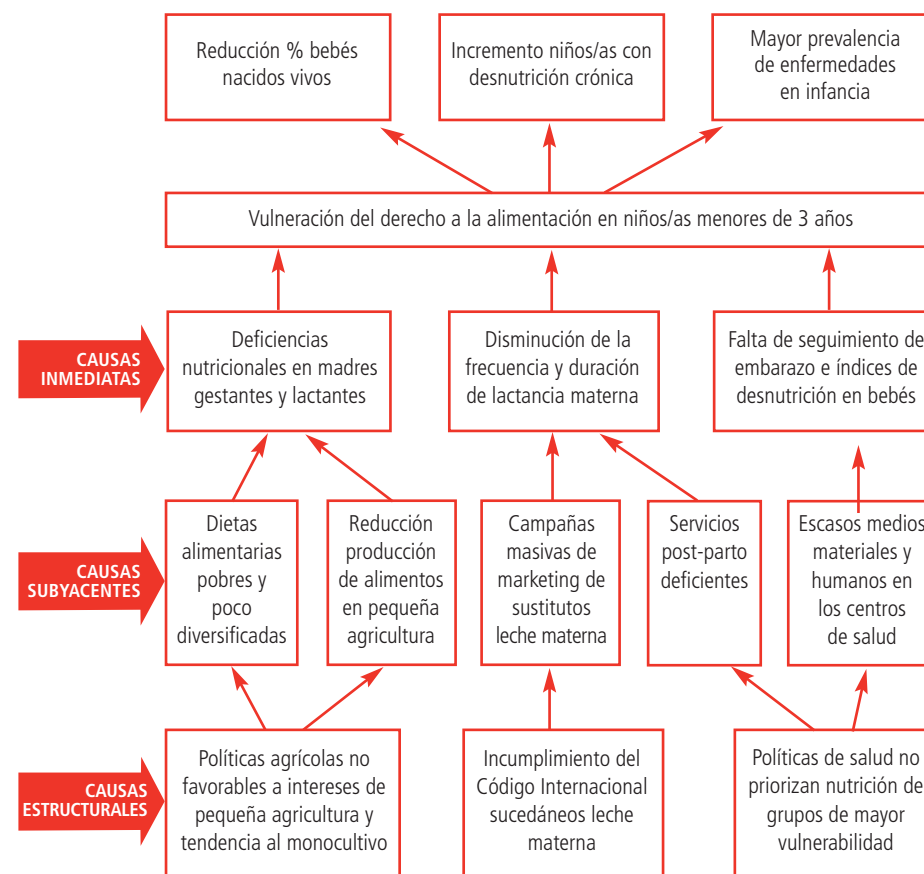 Reducción % bebés
nacidos vivos
Incremento niños/as con
desnutrición crónica
Mayor prevalencia
de enfermedades
en infancia
Vulneración del derecho a la alimentación en niños/as menores de 3 años
CAUSAS
INMEDIATAS
Deficiencias
nutricionales en madres
gestantes y lactantes
Disminución de la
frecuencia y duración
de lactancia materna
Falta de seguimiento de
embarazo e índices de
desnutrición en bebés
CAUSAS
SUBYACENTES
Dietas
alimentarias
pobres y
poco
diversificadas
Reducción
producción
de alimentos
en pequeña
agricultura
Campañas
masivas de
marketing de
sustitutos
leche materna
Servicios
post-parto
deficientes
Escasos medios
materiales y
humanos en
los centros
de salud
CAUSAS
ESTRUCTURALES
Políticas agrícolas no
favorables a intereses de
pequeña agricultura y
tendencia al monocultivo
Incumplimiento del
Código Internacional
sucedáneos leche
materna
Políticas de salud no
priorizan nutrición de
grupos de mayor
vulnerabilidad